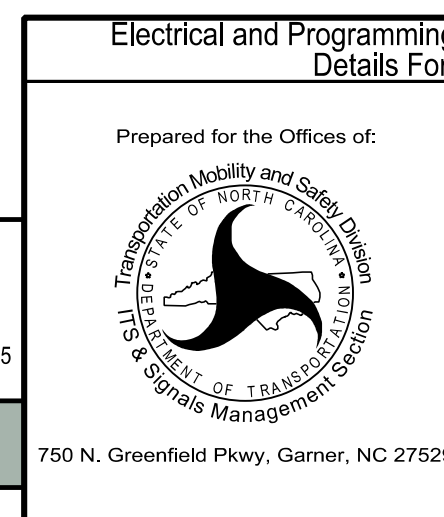 Electrical and Programming
Details For
Prepared for the Offices of:
Transportation Mobility and Safety Division
STATE OF NORTH CAROLINA
DEPARTMENT OF TRANSPORTATION
ITS & Signals Management Section
5
750 N. Greenfield Pkwy, Garner, NC 27529